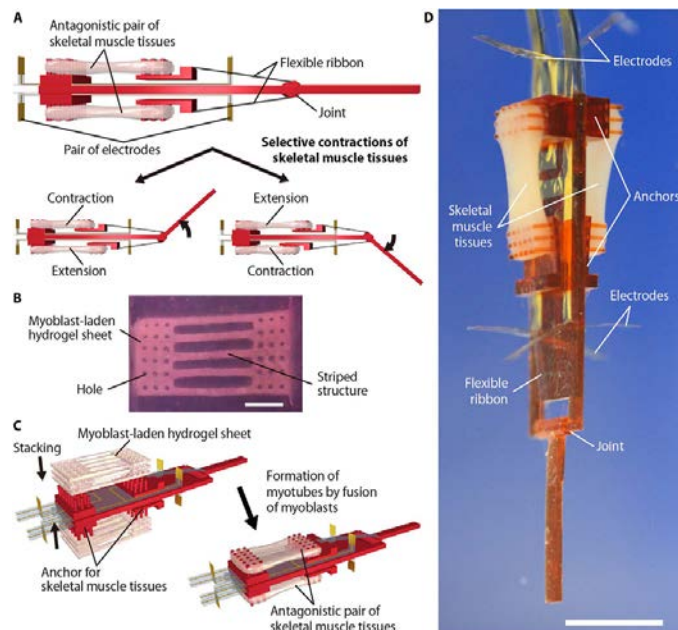 A
Antagonistic pair of
skeletal muscle tissues
Flexible ribbon
Joint
Pair of electrodes
Selective contractions of
skeletal muscle tissues
Contraction
Extension
Extension
Contraction
B
Myoblast-laden
hydrogel sheet
Hole
Striped
structure
C
Myoblast-laden hydrogel sheet
Stacking
Anchor for
skeletal muscle tissues
Formation of
myotubes by fusion
of myoblasts
Antagonistic pair of
skeletal muscle tissues
D
Electrodes
Skeletal
muscle
tissues
Anchors
Electrodes
Flexible
ribbon
Joint